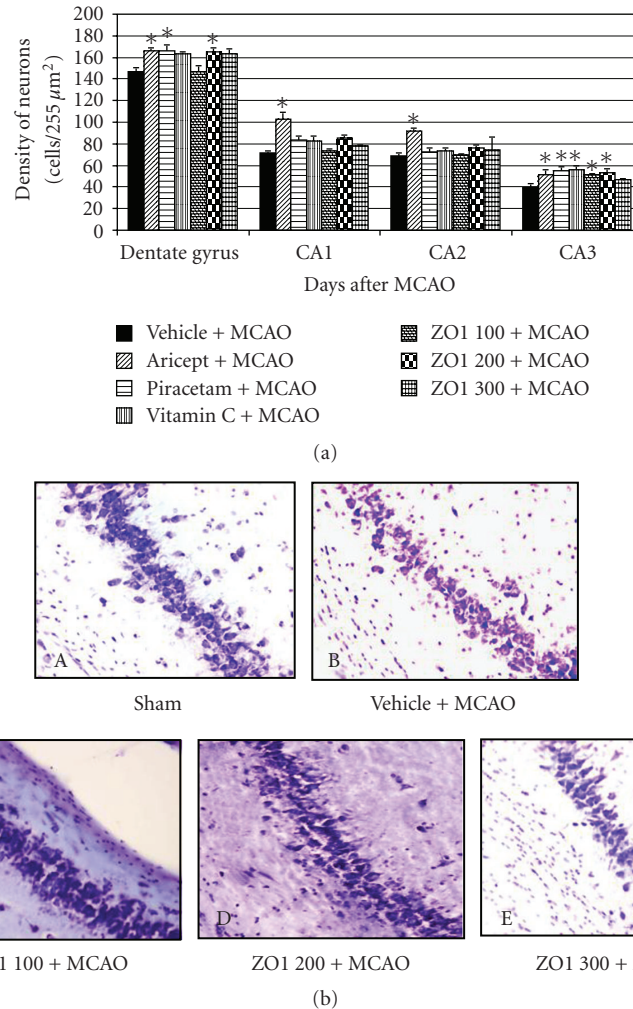 200
180
160
140
120
100
80
60
40
20
0
Density of neurons
(cells/255 µm²)
* * *
*
*
* ** * *
Dentate gyrus CA1 CA2 CA3
Days after MCAO
Vehicle + MCAO
Aricept + MCAO
Piracetam + MCAO
Vitamin C + MCAO
ZO1 100 + MCAO
ZO1 200 + MCAO
ZO1 300 + MCAO
(a)
A B
Sham Vehicle + MCAO
D E
1 100 + MCAO ZO1 200 + MCAO ZO1 300 +
(b)